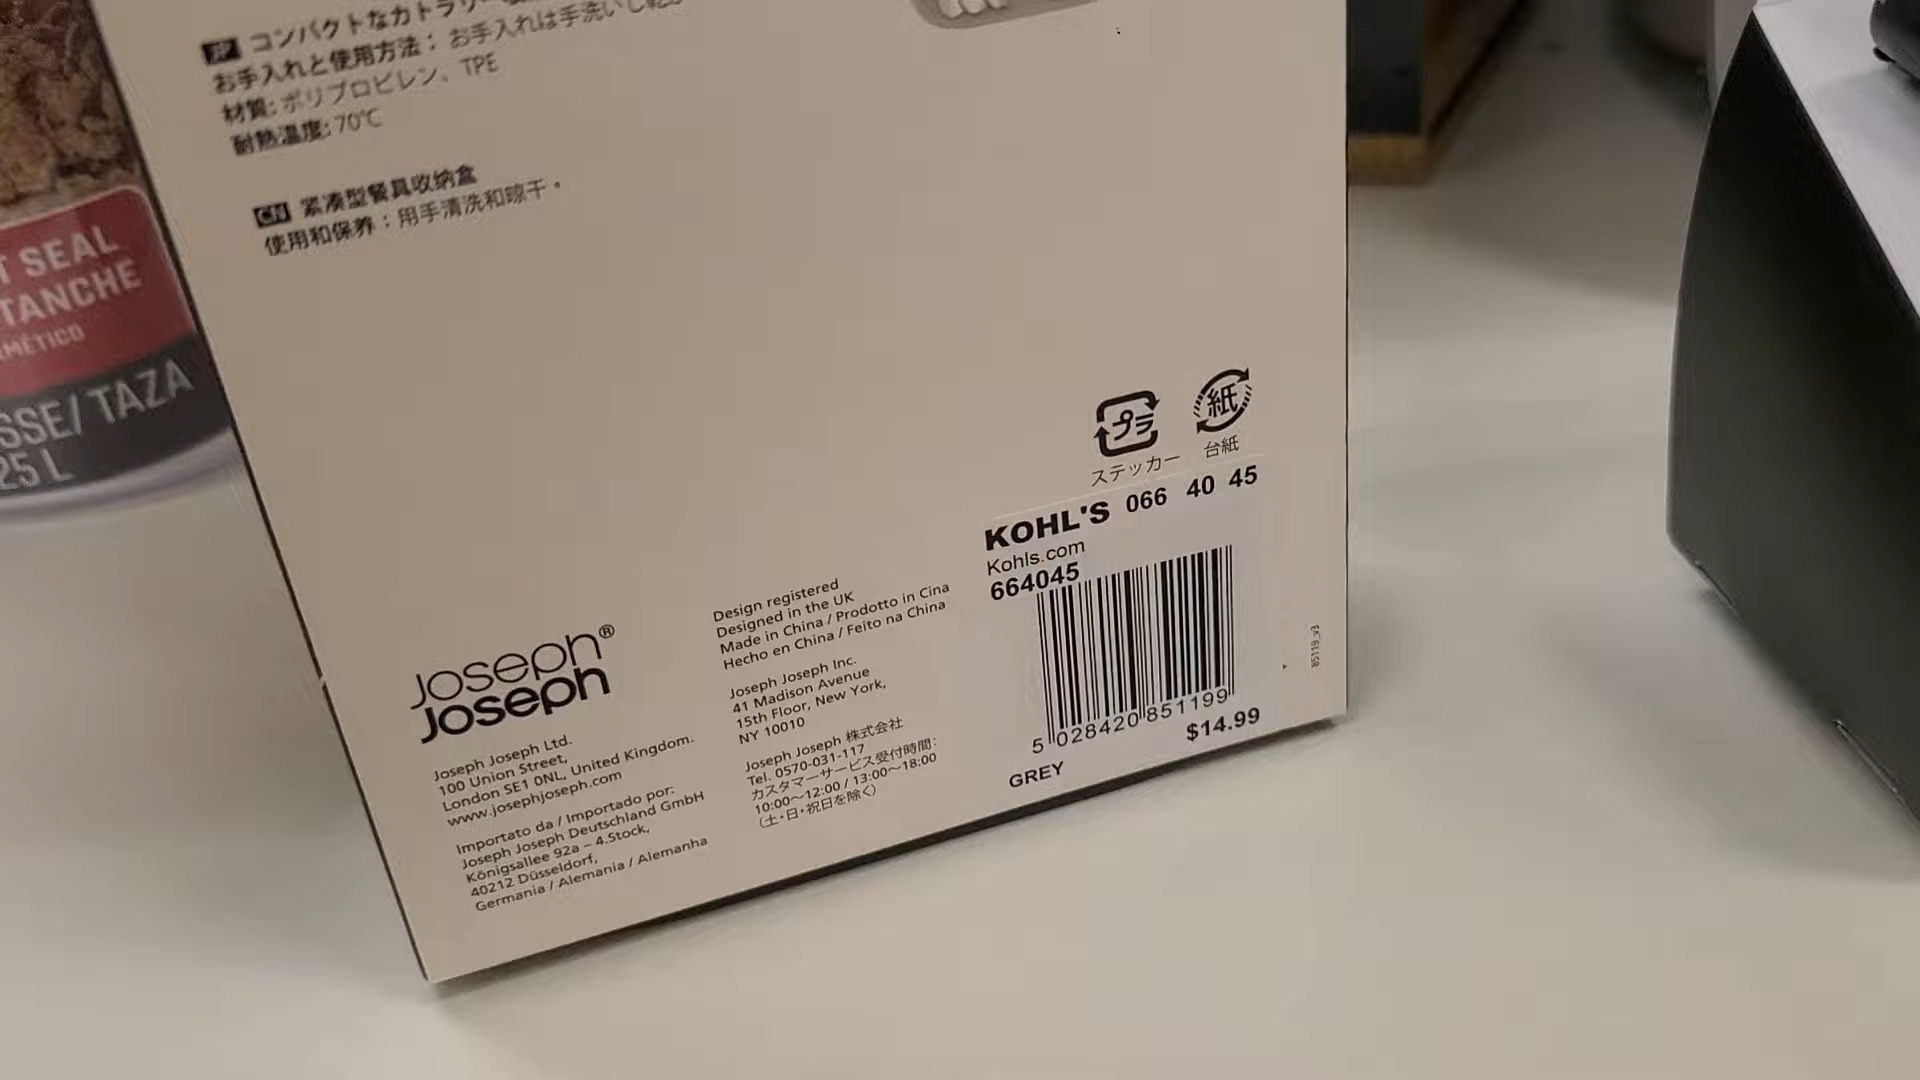 JP コンパクトなカトラリー
お手入れと使用方法： お手入れは手洗いし
材質: ポリプロピレン、TPE
耐熱温度: 70℃
CN 紧凑型餐具收纳盒
使用和保养：用手清洗和晾干。
T SEAL
TANCHE
MÉTICO
SSE/ TAZA
25 L
プラ
ステッカー
紙
台紙
KOHL'S 066 40 45
Kohls.com
664045
5 028420 851199
$14.99
GREY
Joseph®
Joseph
Joseph Joseph Ltd.
100 Union Street,
London SE1 0NL, United Kingdom.
www.josephjoseph.com
Importato da / Importado por:
Joseph Joseph Deutschland GmbH
Königsallee 92a – 4.Stock,
40212 Düsseldorf,
Germania / Alemania / Alemanha
Design registered
Designed in the UK
Made in China / Prodotto in Cina
Hecho en China / Feito na China
Joseph Joseph Inc.
41 Madison Avenue
15th Floor, New York,
NY 10010
Joseph Joseph 株式会社
Tel. 0570-031-117
カスタマーサービス受付時間：
10:00〜12:00 / 13:00〜18:00
（土・日・祝日を除く）